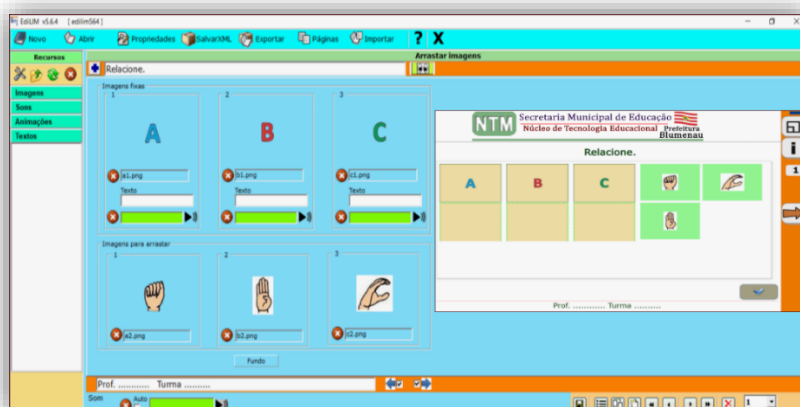 EdiLIM v5.6.4 [edilim564]
Novo Abrir Propriedades SalvarXML Exportar Páginas Importar ? X
Recursos
Imagens
Sons
Animações
Textos
Arrastar imagens
Relacione.
Imagens fixas
1 2 3
A B C
a1.png b1.png c1.png
Texto Texto Texto
Imagens para arrastar
1 2 3
a2.png b2.png c2.png
Fundo
Prof. ............ Turma ..........
Som Auto
1
NTM
Secretaria Municipal de Educação
Núcleo de Tecnologia Educacional
Prefeitura
Blumenau
Relacione.
A B C
Prof. ............ Turma ..........
i
1